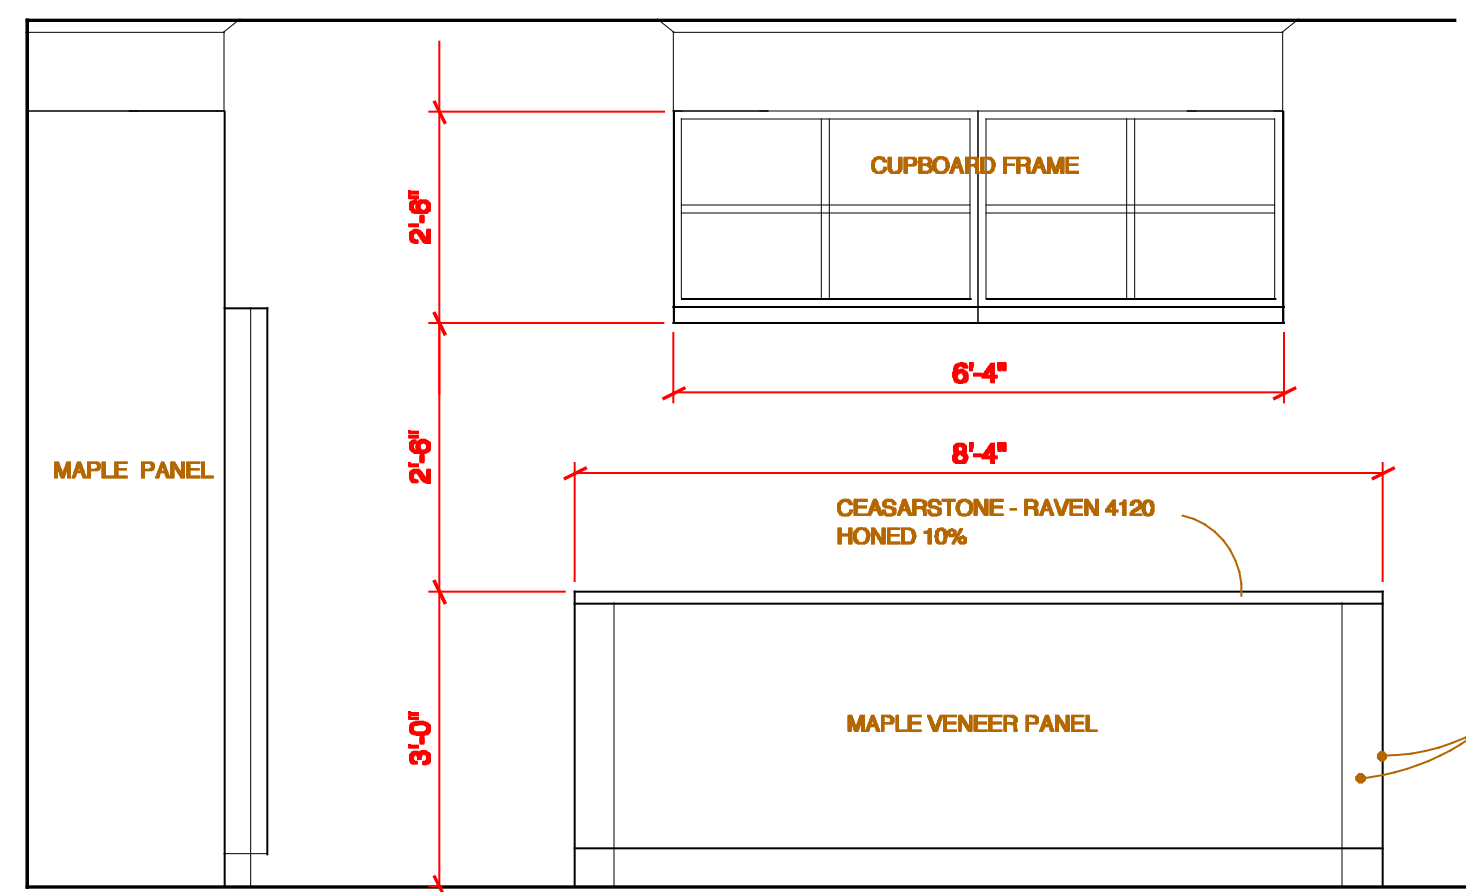 CUPBOARD FRAME
2'-6"
6'-4"
8'-4"
2'-6"
MAPLE PANEL
CEASARSTONE - RAVEN 4120
HONED 10%
3'-0"
MAPLE VENEER PANEL